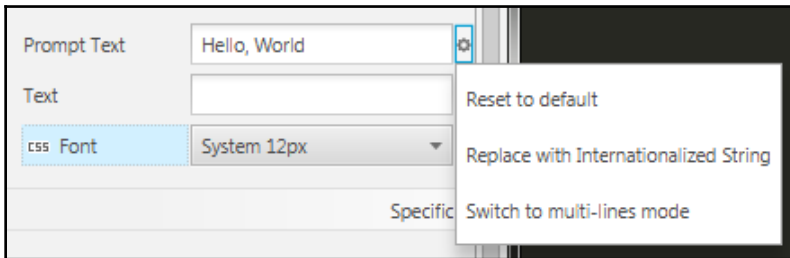 Prompt Text Hello, World
Text
Reset to default
css Font System 12px
Replace with Internationalized String
Specific
Switch to multi-lines mode